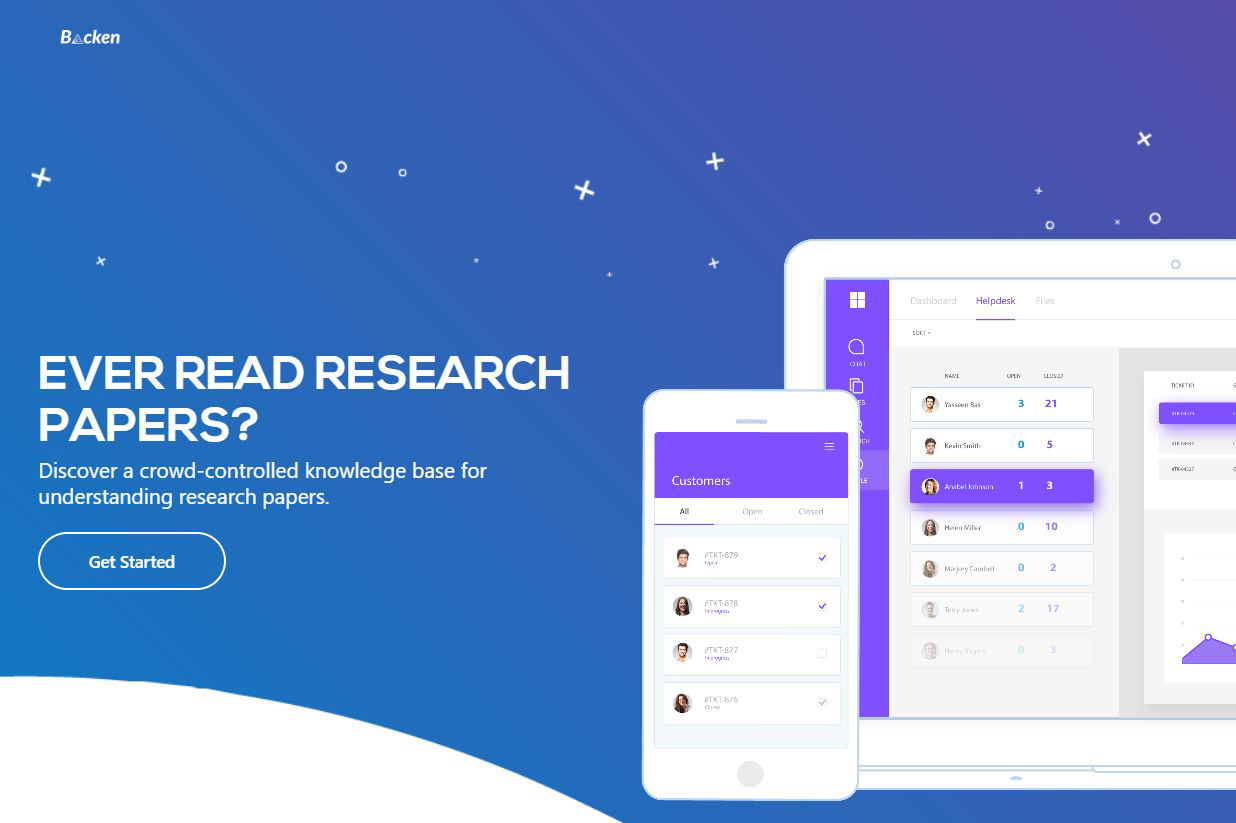 Backen
EVER READ RESEARCH
PAPERS?
Discover a crowd-controlled knowledge base for
understanding research papers.
Get Started
Customers
All Open Closed
#TKT-879
Open
#TKT-878
In progress
#TKT-877
In progress
#TKT-876
Closed
Dashboard Helpdesk Files
SORT
CHAT
NAME OPEN CLOSED
Yasseen Bas 3 21
Kevin Smith 0 5
Anabel Johnson 1 3
Helen Miller 0 10
Marjory Cambell 0 2
Terry Jones 2 17
Henry Rogers 0 3
TICKET ID